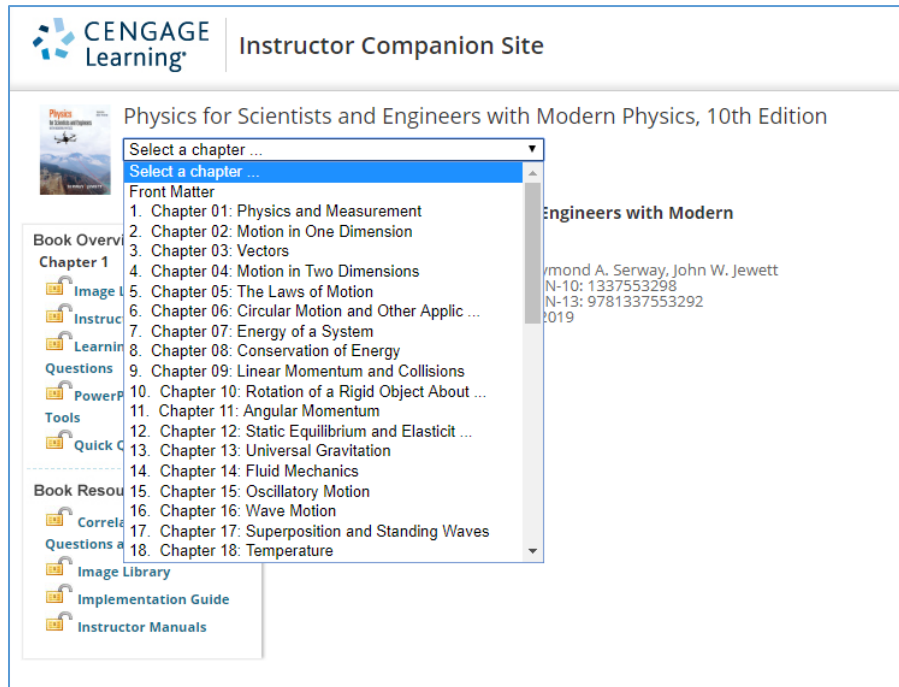 CENGAGE
Learning
Instructor Companion Site
Physics for Scientists and Engineers with Modern Physics, 10th Edition
Physics
Select a chapter ...
Select a chapter ...
Front Matter
1. Chapter 01: Physics and Measurement
2. Chapter 02: Motion in One Dimension
3. Chapter 03: Vectors
4. Chapter 04: Motion in Two Dimensions
5. Chapter 05: The Laws of Motion
6. Chapter 06: Circular Motion and Other Applic ...
7. Chapter 07: Energy of a System
8. Chapter 08: Conservation of Energy
9. Chapter 09: Linear Momentum and Collisions
10. Chapter 10: Rotation of a Rigid Object About ...
11. Chapter 11: Angular Momentum
12. Chapter 12: Static Equilibrium and Elasticit ...
13. Chapter 13: Universal Gravitation
14. Chapter 14: Fluid Mechanics
15. Chapter 15: Oscillatory Motion
16. Chapter 16: Wave Motion
17. Chapter 17: Superposition and Standing Waves
18. Chapter 18: Temperature
Engineers with Modern
ymond A. Serway, John W. Jewett
N-10: 1337553298
N-13: 9781337553292
2019
Book Overvi
Chapter 1
Image L
Instruc
Learnin
Questions
PowerP
Tools
Quick Q
Book Resou
Correla
Questions a
Image Library
Implementation Guide
Instructor Manuals